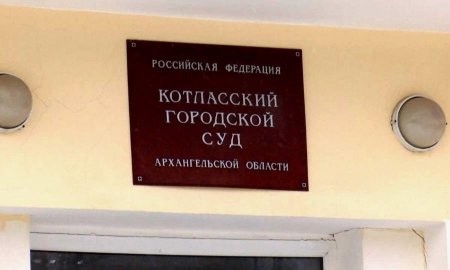 РОССИЙСКАЯ ФЕДЕРАЦИЯ
КОТЛАССКИЙ
ГОРОДСКОЙ
СУД
АРХАНГЕЛЬСКОЙ ОБЛАСТИ